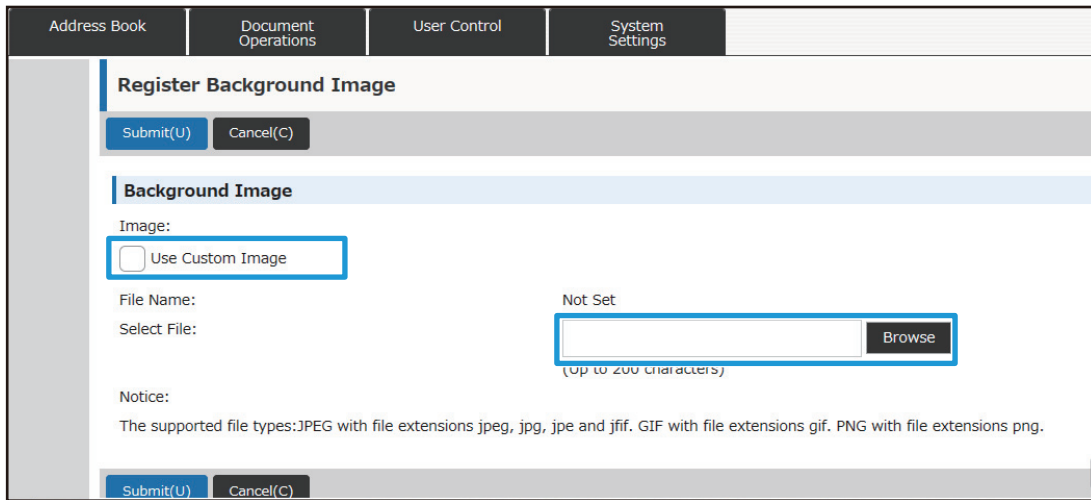 Address Book
Document
Operations
User Control
System
Settings
Register Background Image
Submit(U) Cancel(C)
Background Image
Image:
Use Custom Image
File Name: Not Set
Select File: Browse
(Up to 200 characters)
Notice:
The supported file types:JPEG with file extensions jpeg, jpg, jpe and jfif. GIF with file extensions gif. PNG with file extensions png.
Submit(U) Cancel(C)